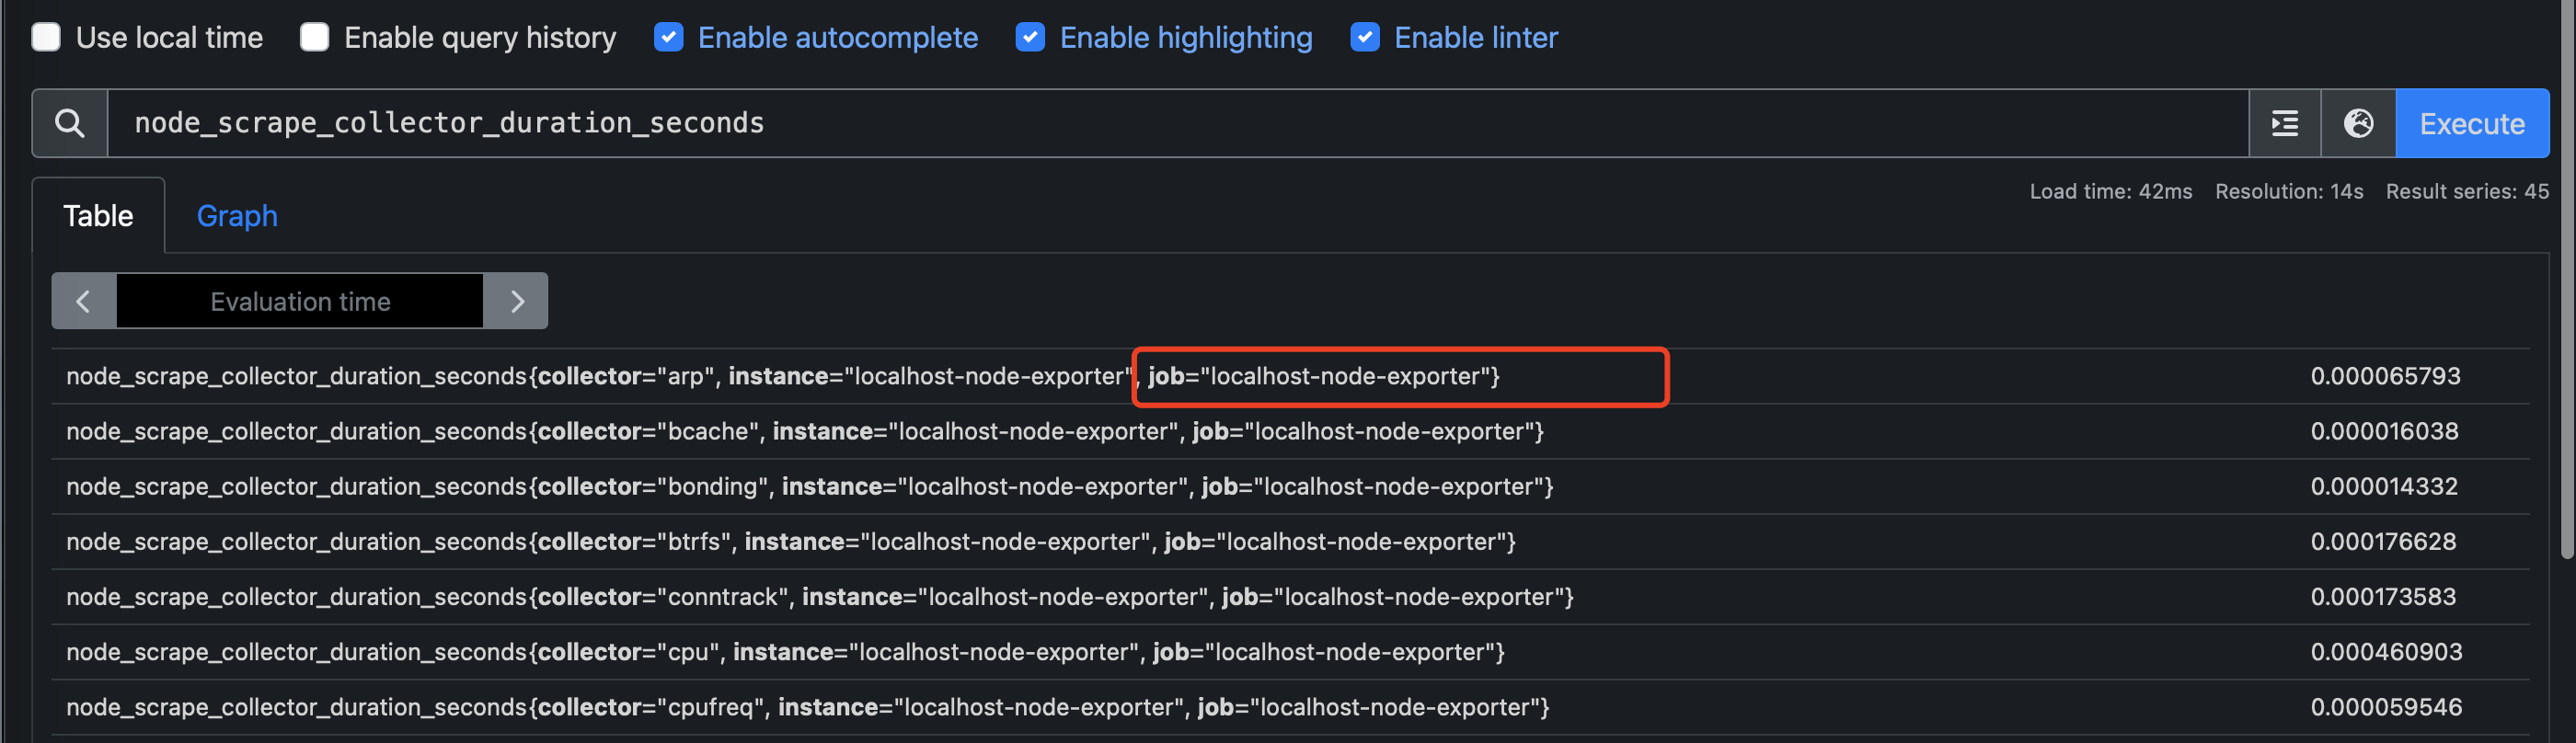 Use local time Enable query history Enable autocomplete Enable highlighting Enable linter
node_scrape_collector_duration_seconds Execute
Load time: 42ms Resolution: 14s Result series: 45
Table Graph
Evaluation time
node_scrape_collector_duration_seconds{collector="arp", instance="localhost-node-exporter", job="localhost-node-exporter"} 0.000065793
node_scrape_collector_duration_seconds{collector="bcache", instance="localhost-node-exporter", job="localhost-node-exporter"} 0.000016038
node_scrape_collector_duration_seconds{collector="bonding", instance="localhost-node-exporter", job="localhost-node-exporter"} 0.000014332
node_scrape_collector_duration_seconds{collector="btrfs", instance="localhost-node-exporter", job="localhost-node-exporter"} 0.000176628
node_scrape_collector_duration_seconds{collector="conntrack", instance="localhost-node-exporter", job="localhost-node-exporter"} 0.000173583
node_scrape_collector_duration_seconds{collector="cpu", instance="localhost-node-exporter", job="localhost-node-exporter"} 0.000460903
node_scrape_collector_duration_seconds{collector="cpufreq", instance="localhost-node-exporter", job="localhost-node-exporter"} 0.000059546